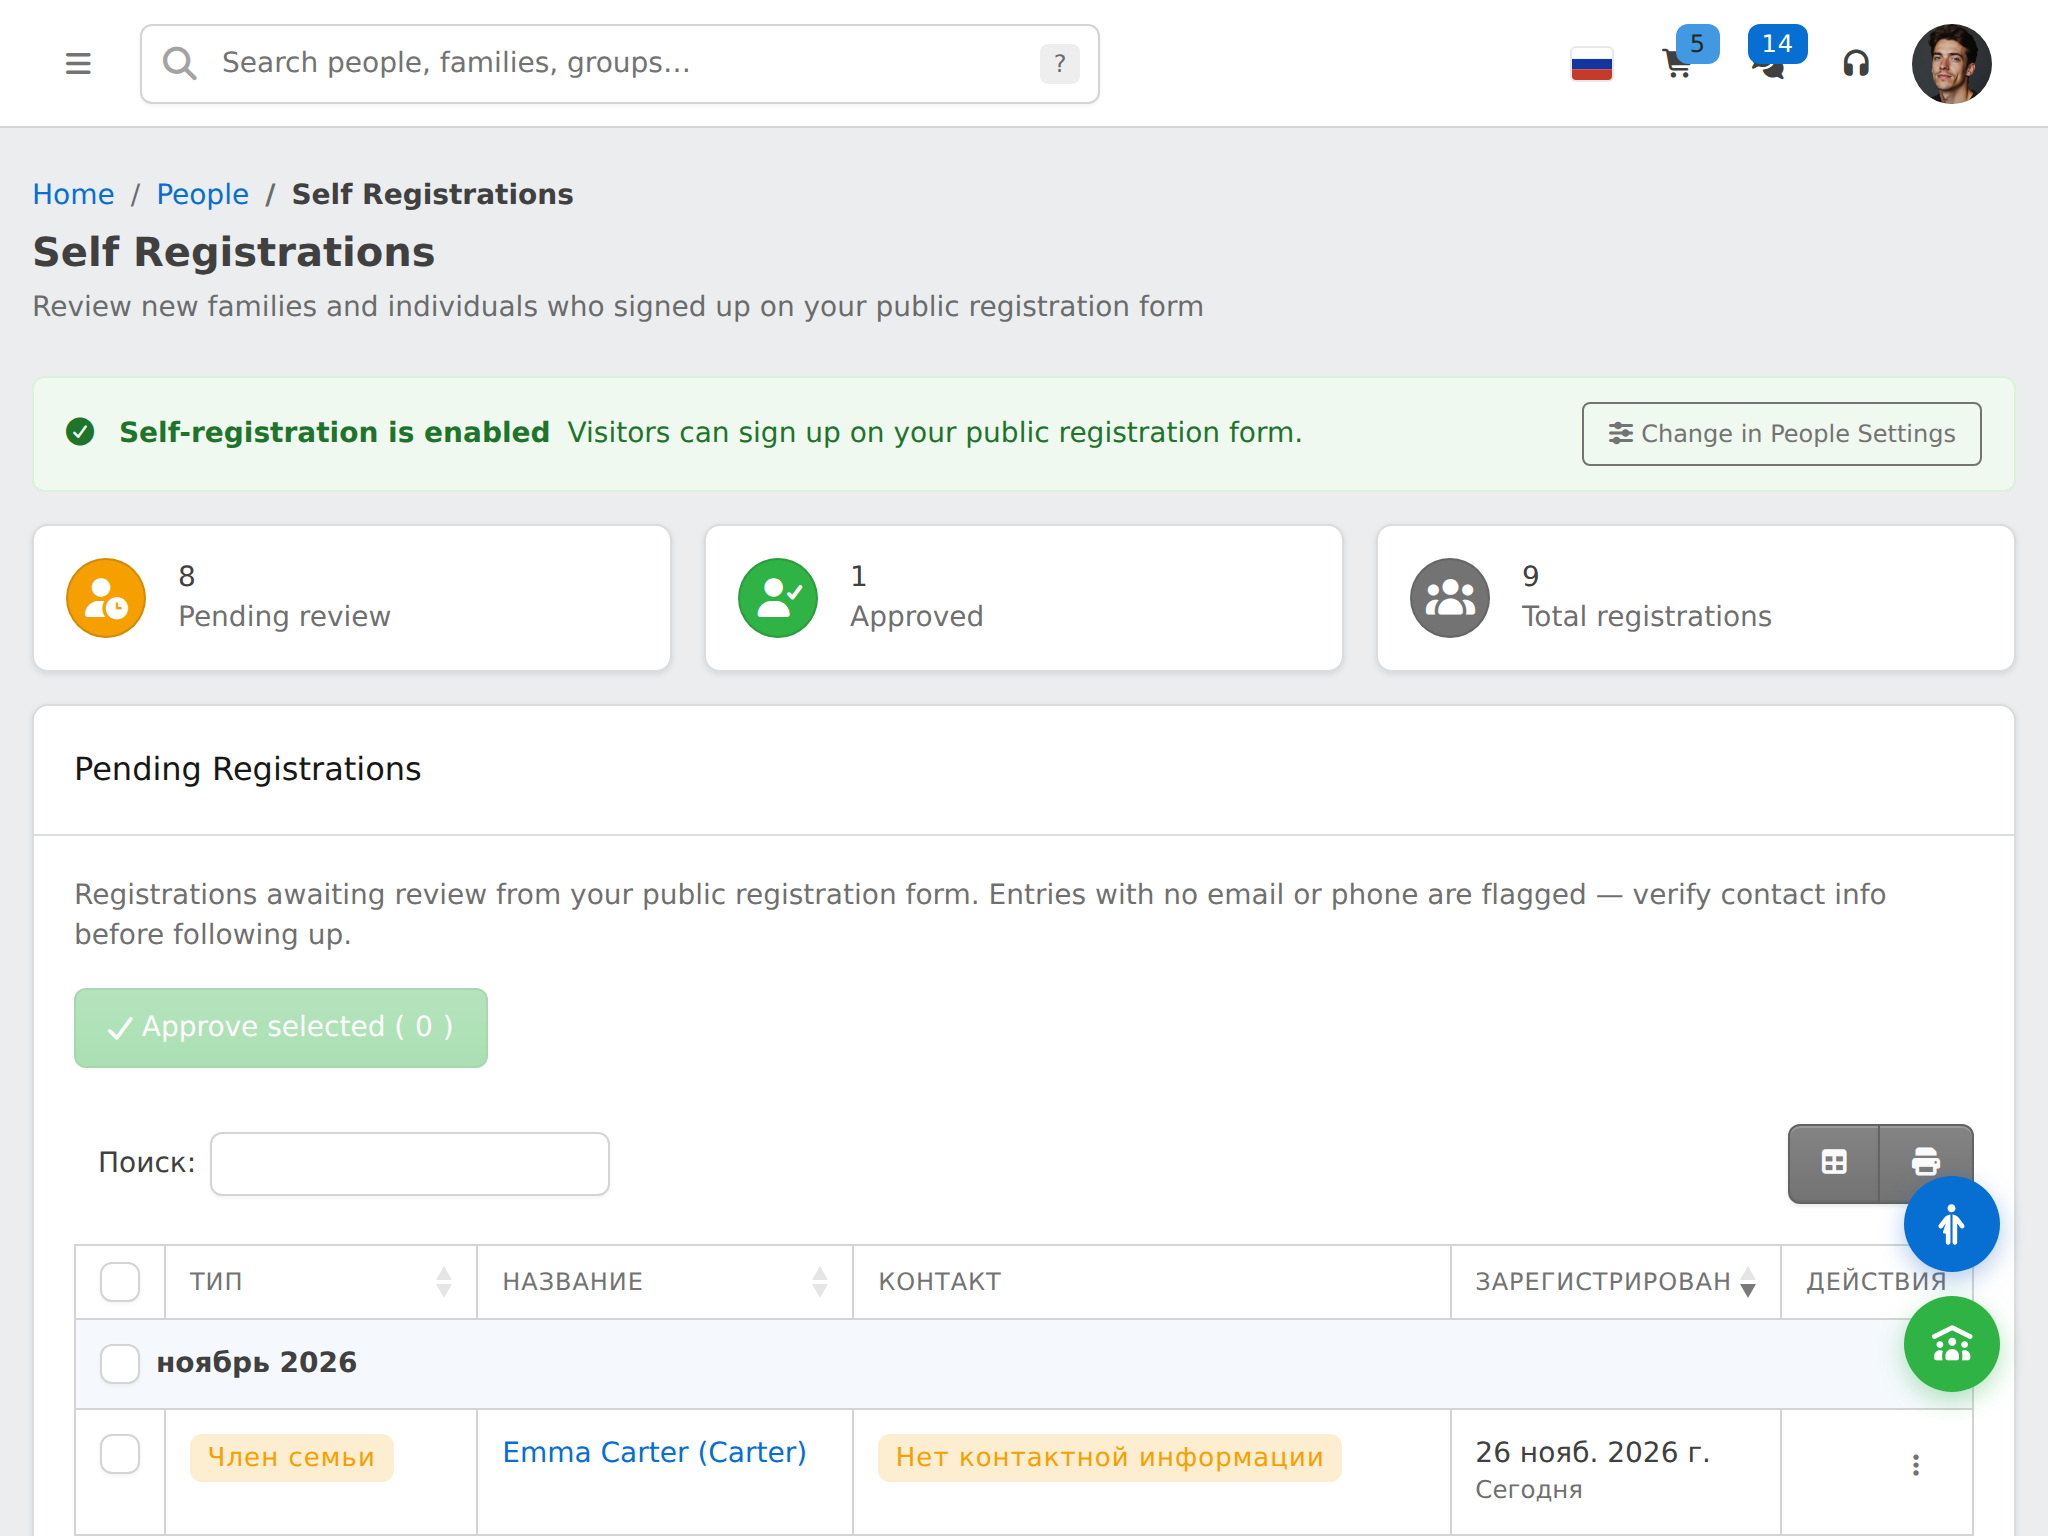 Search people, families, groups...
?
5
14
Home / People / Self Registrations
Self Registrations
Review new families and individuals who signed up on your public registration form
Self-registration is enabled Visitors can sign up on your public registration form.
Change in People Settings
8
Pending review
1
Approved
9
Total registrations
Pending Registrations
Registrations awaiting review from your public registration form. Entries with no email or phone are flagged — verify contact info
before following up.
Approve selected ( 0 )
Поиск:
ТИП
НАЗВАНИЕ
КОНТАКТ
ЗАРЕГИСТРИРОВАН
ДЕЙСТВИЯ
ноябрь 2026
Член семьи
Emma Carter (Carter)
Нет контактной информации
26 нояб. 2026 г.
Сегодня